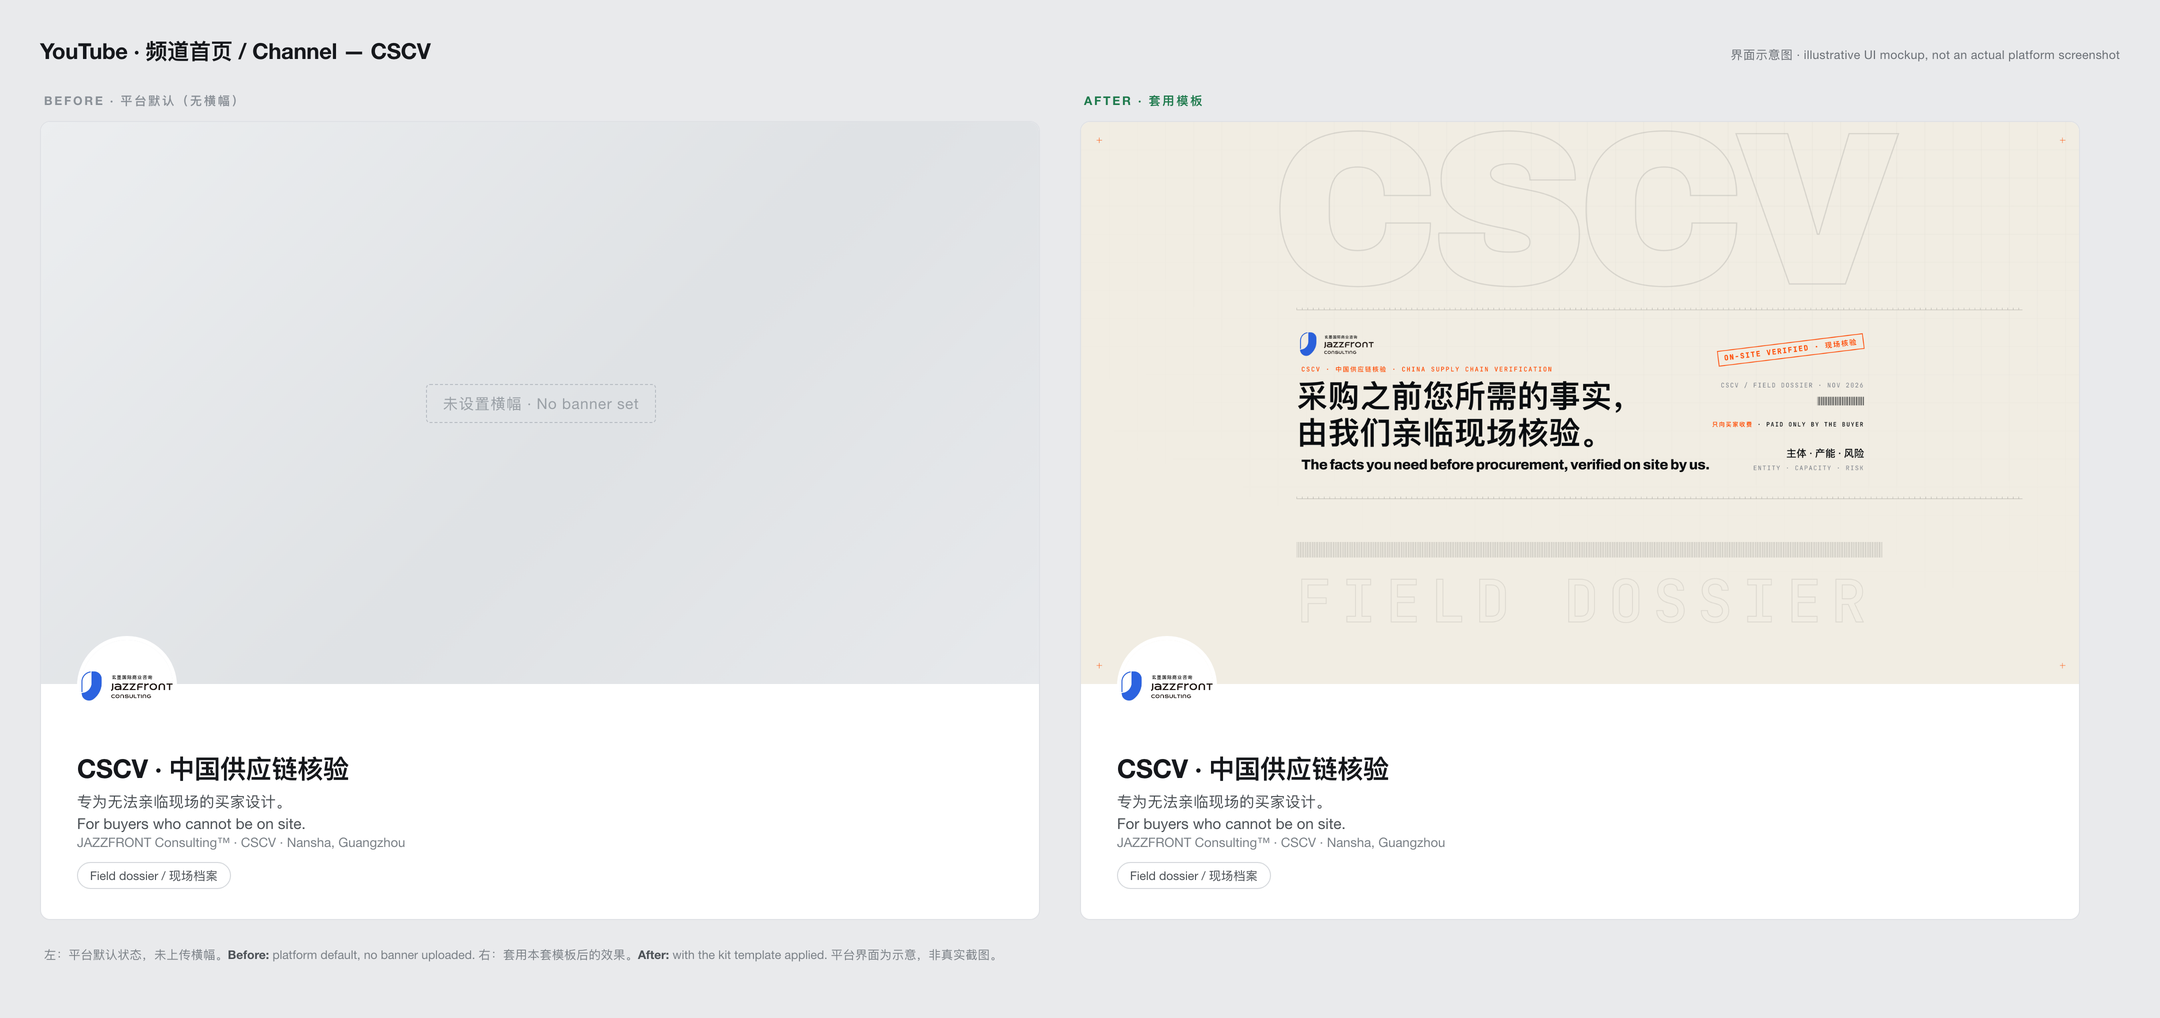 YouTube · 频道首页 / Channel — CSCV
界面示意图 · illustrative UI mockup, not an actual platform screenshot
BEFORE · 平台默认（无横幅）
未设置横幅 · No banner set
JAZZFRONT
CONSULTING
CSCV · 中国供应链核验
专为无法亲临现场的买家设计。
For buyers who cannot be on site.
JAZZFRONT Consulting™ · CSCV · Nansha, Guangzhou
Field dossier / 现场档案
AFTER · 套用模板
CSCV
JAZZFRONT
CONSULTING
CSCV · 中国供应链核验 · CHINA SUPPLY CHAIN VERIFICATION
采购之前您所需的事实，
由我们亲临现场核验。
The facts you need before procurement, verified on site by us.
ON-SITE VERIFIED · 现场核验
CSCV / FIELD DOSSIER · NOV 2026
只向买家收费 · PAID ONLY BY THE BUYER
主体 · 产能 · 风险
ENTITY · CAPACITY · RISK
FIELD DOSSIER
JAZZFRONT
CONSULTING
CSCV · 中国供应链核验
专为无法亲临现场的买家设计。
For buyers who cannot be on site.
JAZZFRONT Consulting™ · CSCV · Nansha, Guangzhou
Field dossier / 现场档案
左：平台默认状态，未上传横幅。Before: platform default, no banner uploaded. 右：套用本套模板后的效果。After: with the kit template applied. 平台界面为示意，非真实截图。